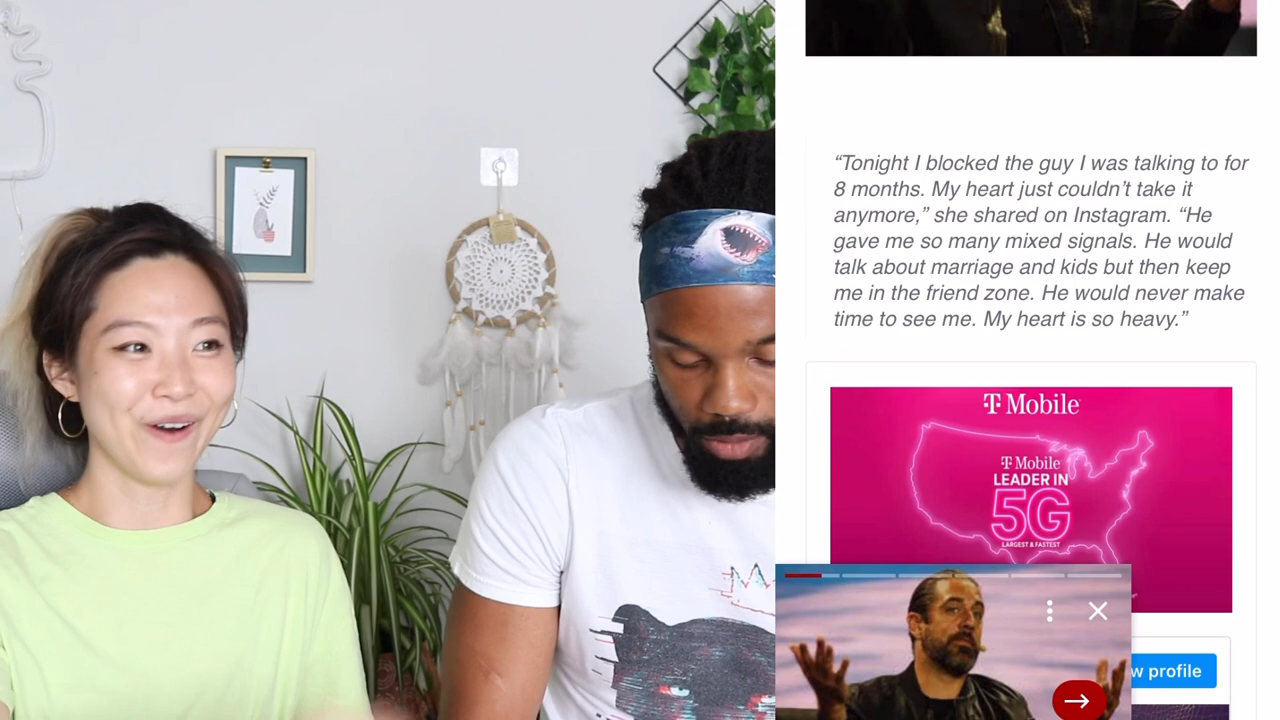 “Tonight I blocked the guy I was talking to for
8 months. My heart just couldn’t take it
anymore,” she shared on Instagram. “He
gave me so many mixed signals. He would
talk about marriage and kids but then keep
me in the friend zone. He would never make
time to see me. My heart is so heavy.”
T Mobile
T Mobile
LEADER IN
5G
LARGEST & FASTEST
w profile